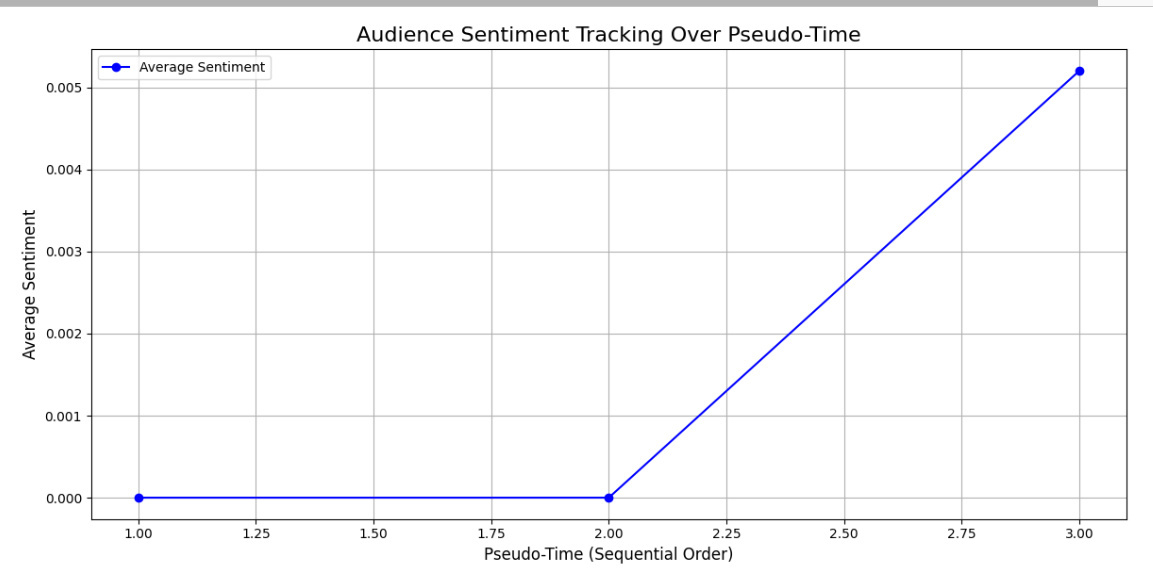 Audience Sentiment Tracking Over Pseudo-Time
Average Sentiment
0.005
0.004
0.003
0.002
0.001
0.000
Average Sentiment
1.00 1.25 1.50 1.75 2.00 2.25 2.50 2.75 3.00
Pseudo-Time (Sequential Order)